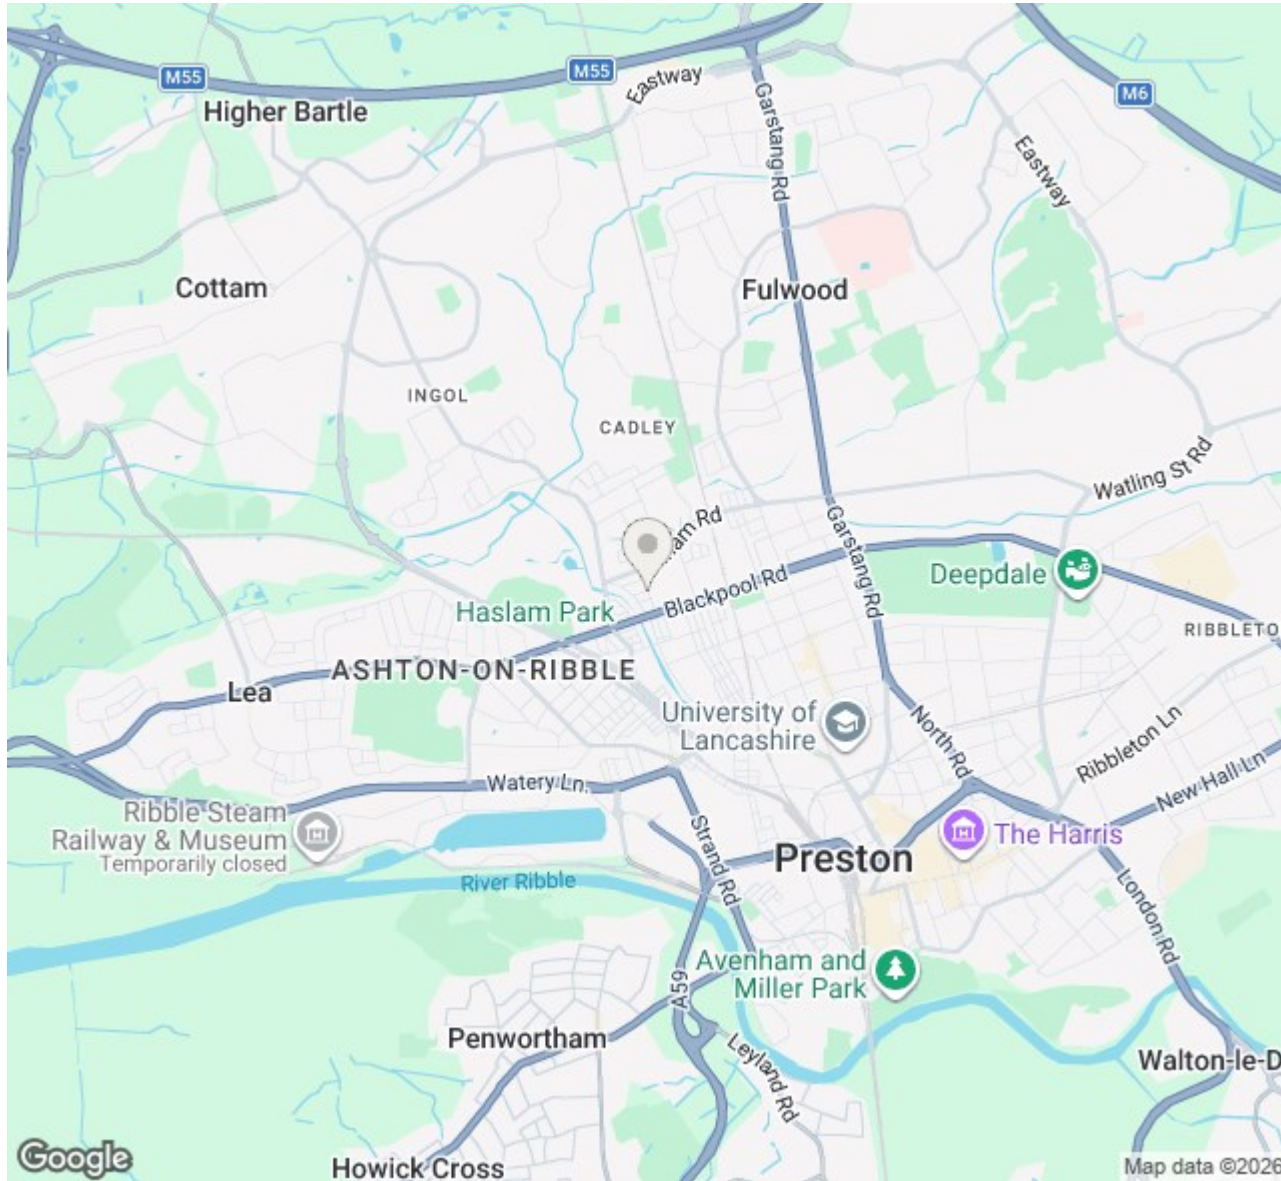 M55
M55
M6
Eastway
Higher Bartle
Garstang Rd
Eastway
Cottam
Fulwood
INGOL
CADLEY
Watling St Rd
Garstang Rd
Blackpool Rd
Deepdale
Haslam Park
RIBBLETO
ASHTON-ON-RIBBLE
Lea
University of
Lancashire
North Rd
Ribbleton Ln
New Hall Ln
Watery Ln.
Ribble Steam
Railway & Museum
Temporarily closed
Strand Rd
The Harris
Preston
River Ribble
London Rd
Avenham and
Miller Park
A59
Penwortham
Leyland Rd
Walton-le-D
Howick Cross
Google
Map data ©2026